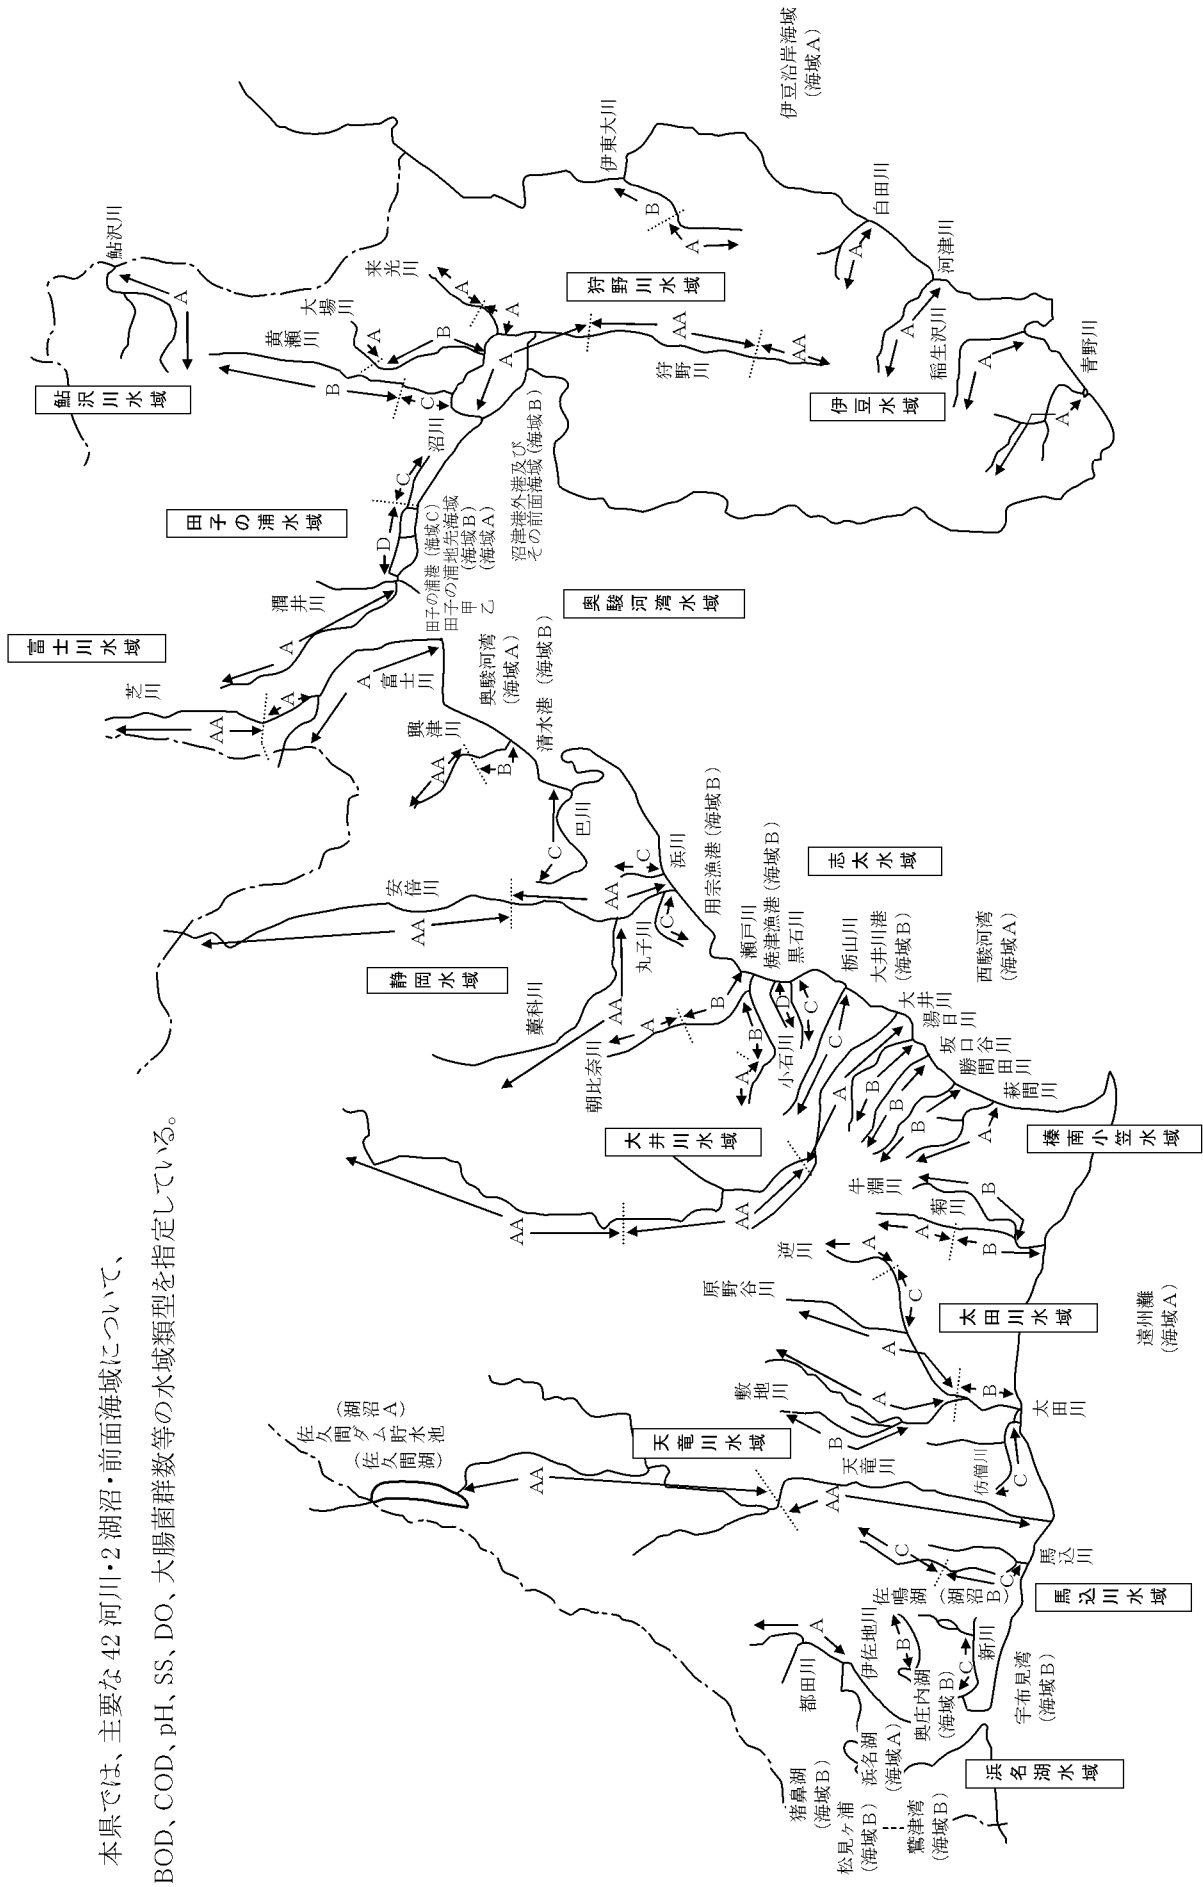 本県では、主要な42河川・2湖沼・前面海域について、
BOD、COD、pH、SS、DO、大腸菌群数等の水域類型を指定している。
浜名湖水域
猪鼻湖
(海域B)
松見ヶ浦
(海域B)
鷲津湾
(海域B)
浜名湖
(海域A)
奥庄内湖
(海域B)
宇布見湾
(海域B)
都田川
A
伊佐地川
B
新川
C
佐鳴湖
(湖沼B)
馬込川水域
馬込川
C
C
天竜川水域
佐久間ダム貯水池
(佐久間湖)
(湖沼A)
天竜川
AA
AA
太田川水域
太田川
仿僧川
C
敷地川
B
A
原野谷川
A
逆川
A
C
B
遠州灘
(海域A)
榛南小笠水域
牛淵川
B
菊川
A
B
萩間川
A
勝間田川
B
坂口谷川
B
湯日川
B
大井川水域
大井川
AA
AA
A
志太水域
栃山川
C
大井川港
(海域B)
西駿河湾
(海域A)
黒石川
C
小石川
D
焼津漁港(海域B)
瀬戸川
A
B
朝比奈川
A
B
用宗漁港(海域B)
静岡水域
安倍川
AA
AA
藁科川
AA
丸子川
C
浜川
C
巴川
C
興津川
AA
B
清水港(海域B)
奥駿河湾
(海域A)
奥駿河湾水域
富士川水域
芝川
AA
A
富士川
A
田子の浦水域
潤井川
A
沼川
D
C
田子の浦港(海域C)
田子の浦地先海域
甲 (海域B)
乙 (海域A)
沼津港外港及び、
その前面海域(海域B)
狩野川水域
黄瀬川
B
C
大場川
A
B
来光川
A
A
狩野川
A
AA
AA
鮎沢川水域
鮎沢川
A
伊豆水域
伊東大川
B
A
白田川
A
河津川
A
稲生沢川
A
青野川
A
伊豆沿岸海域
(海域A)